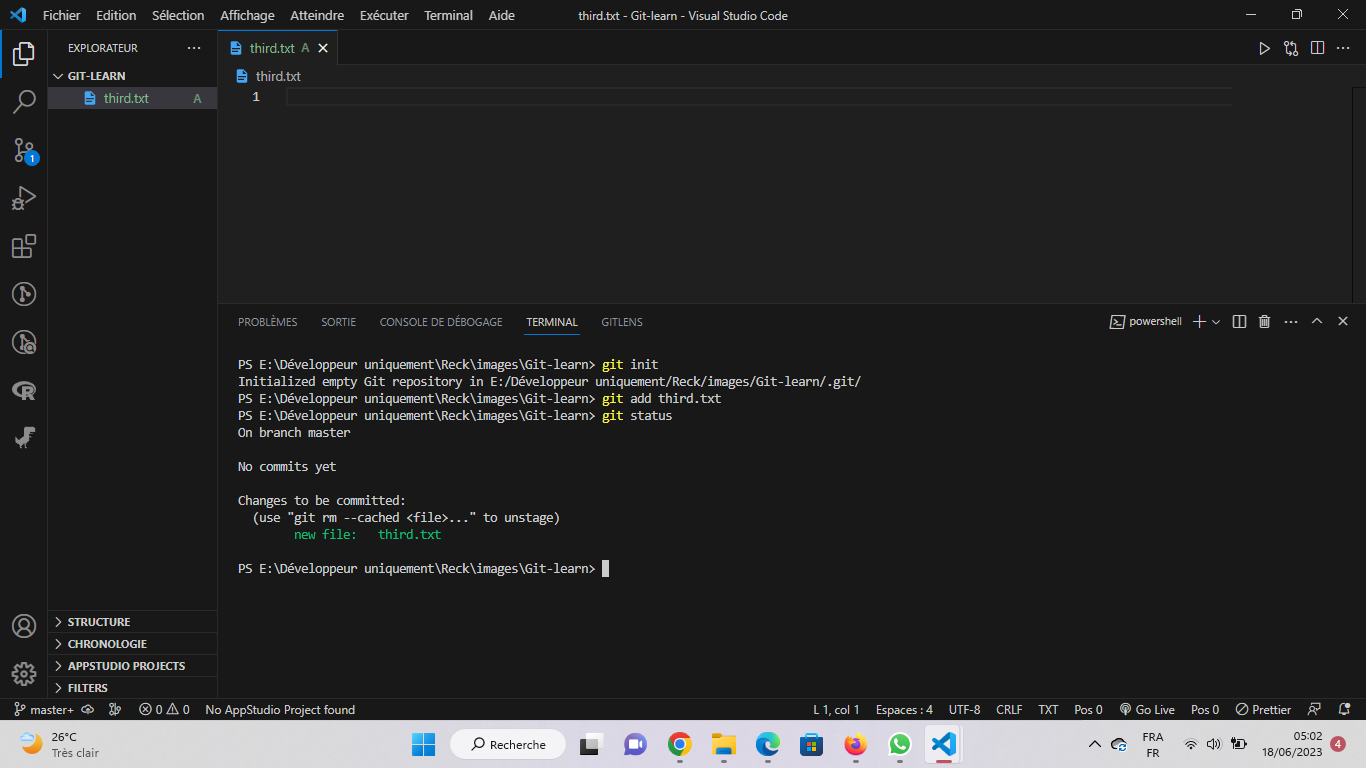 Fichier Edition Sélection Affichage Atteindre Exécuter Terminal Aide third.txt - Git-learn - Visual Studio Code
EXPLORATEUR
third.txt A
GIT-LEARN
third.txt
third.txt A
1
1
PROBLÈMES SORTIE CONSOLE DE DÉBOGAGE TERMINAL GITLENS powershell
PS E:\Développeur uniquement\Reck\images\Git-learn> git init
Initialized empty Git repository in E:/Développeur uniquement/Reck/images/Git-learn/.git/
PS E:\Développeur uniquement\Reck\images\Git-learn> git add third.txt
PS E:\Développeur uniquement\Reck\images\Git-learn> git status
On branch master
No commits yet
Changes to be committed:
(use "git rm --cached <file>..." to unstage)
new file: third.txt
PS E:\Développeur uniquement\Reck\images\Git-learn>
STRUCTURE
CHRONOLOGIE
APPSTUDIO PROJECTS
FILTERS
master+ 0 0 No AppStudio Project found L 1, col 1 Espaces : 4 UTF-8 CRLF TXT Pos 0 Go Live Pos 0 Prettier
26°C
Très clair
Recherche
FRA
FR
05:02
18/06/2023
4